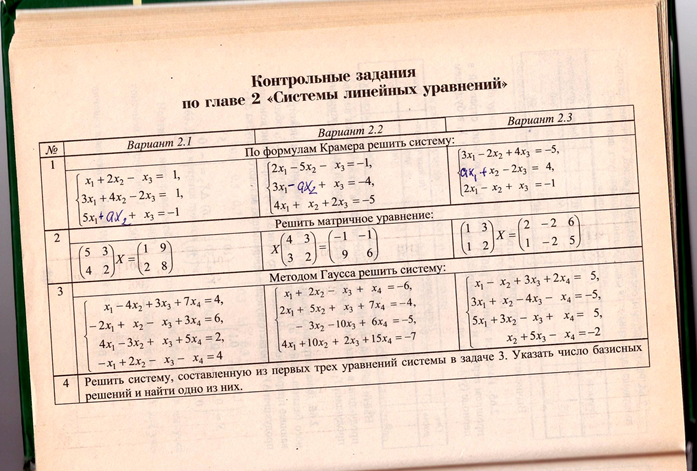 Контрольные задания
по главе 2 «Системы линейных уравнений»
№ Вариант 2.1 Вариант 2.2 Вариант 2.3
1 По формулам Крамера решить систему:
x₁ + 2x₂ − x₃ = 1, 2x₁ − 5x₂ − x₃ = −1, 3x₁ − 2x₂ + 4x₃ = −5,
3x₁ + 4x₂ − 2x₃ = 1, 3x₁ − ax₂ + x₃ = −4, ax₁ + x₂ − 2x₃ = 4,
5x₁ + ax₂ + x₃ = −1 4x₁ + x₂ + 2x₃ = −5 2x₁ − x₂ + x₃ = −1
2 Решить матричное уравнение:
(5 3) X = (1 9) X (4 3) = (−1 −1) (1 3) X = (2 −2 6)
(4 2) (2 8) (3 2) (9 6) (1 2) (1 −2 5)
3 Методом Гаусса решить систему:
x₁ − 4x₂ + 3x₃ + 7x₄ = 4, x₁ + 2x₂ − x₃ + x₄ = −6, x₁ − x₂ + 3x₃ + 2x₄ = 5,
−2x₁ + x₂ − x₃ + 3x₄ = 6, 2x₁ + 5x₂ + x₃ + 7x₄ = −4, 3x₁ + x₂ − 4x₃ − x₄ = −5,
4x₁ − 3x₂ + x₃ + 5x₄ = 2, − 3x₂ − 10x₃ + 6x₄ = −5, 5x₁ + 3x₂ − x₃ + x₄ = 5,
−x₁ + 2x₂ − x₃ − x₄ = 4 4x₁ + 10x₂ + 2x₃ + 15x₄ = −7 x₂ + 5x₃ − x₄ = −2
4 Решить систему, составленную из первых трех уравнений системы в задаче 3. Указать число базисных
решений и найти одно из них.